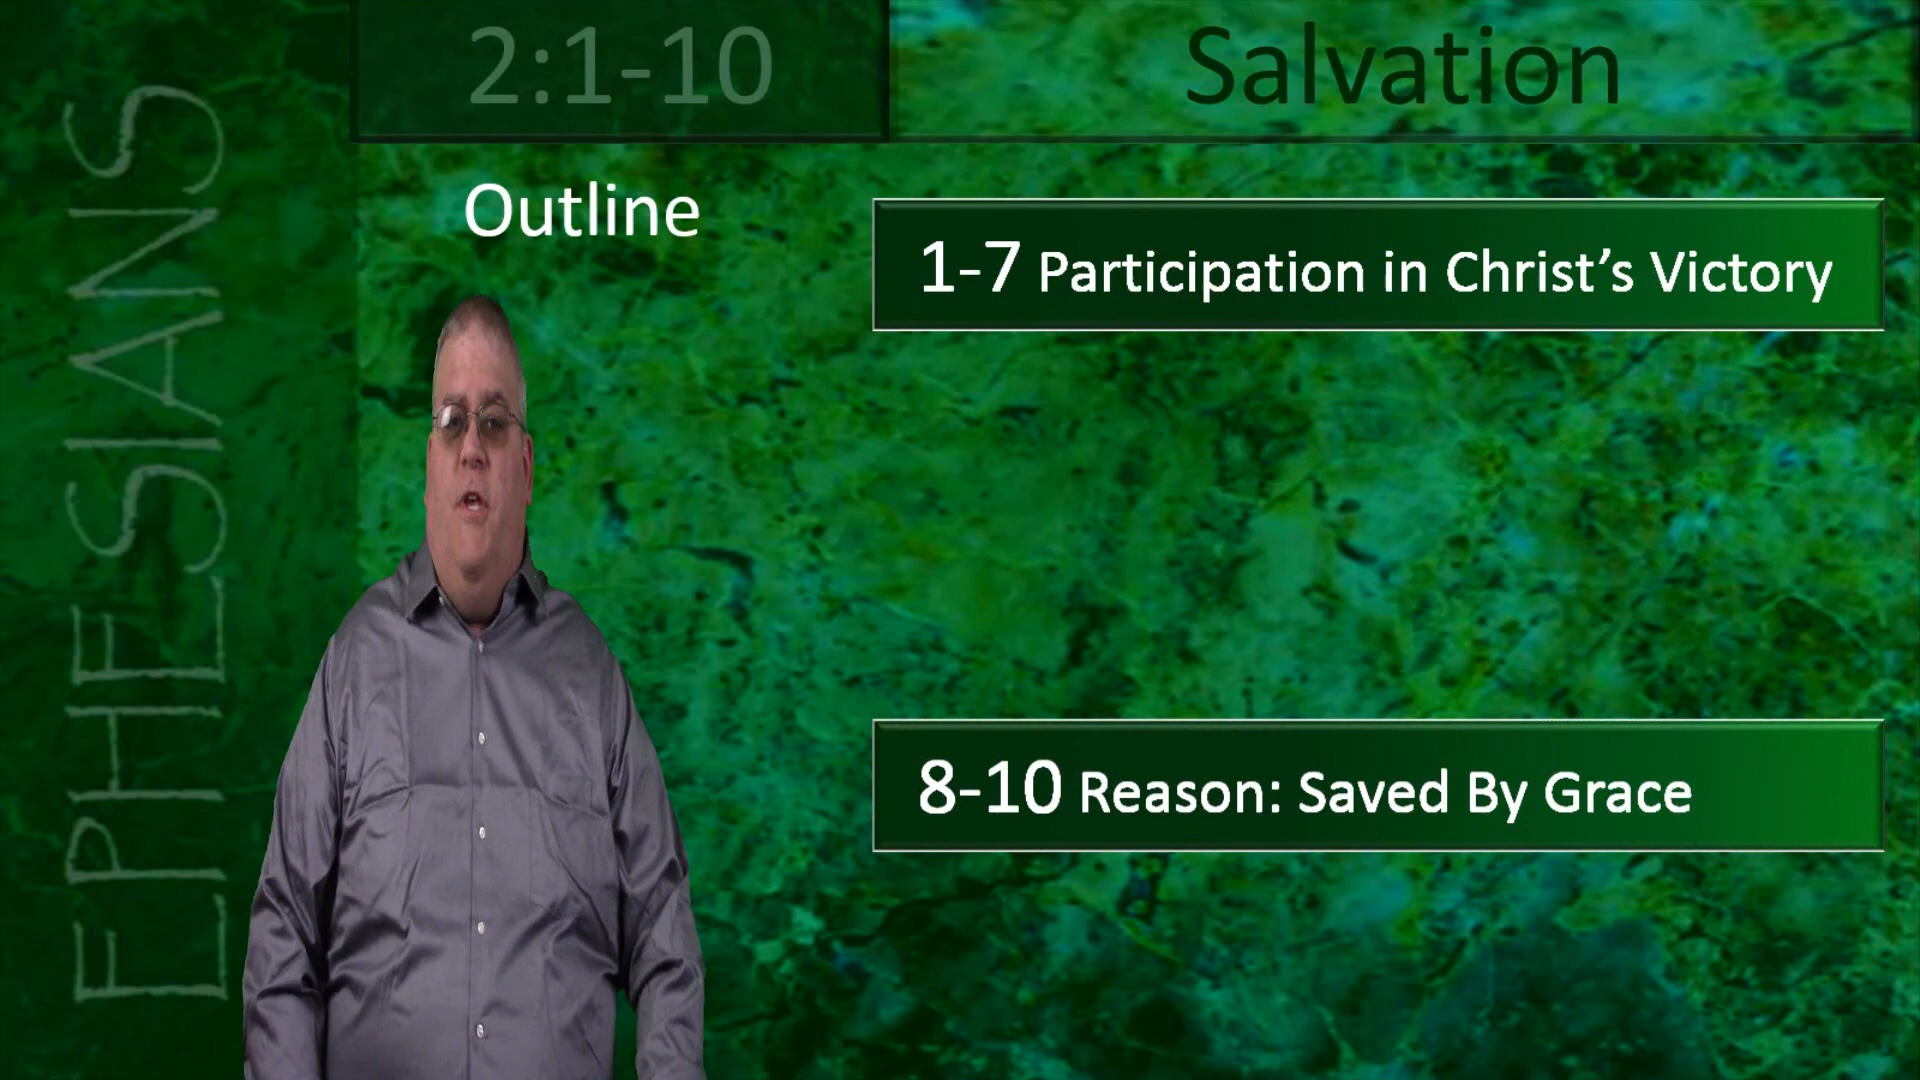 EPHESIANS
2:1-10
Salvation
Outline
1-7 Participation in Christ’s Victory
8-10 Reason: Saved By Grace